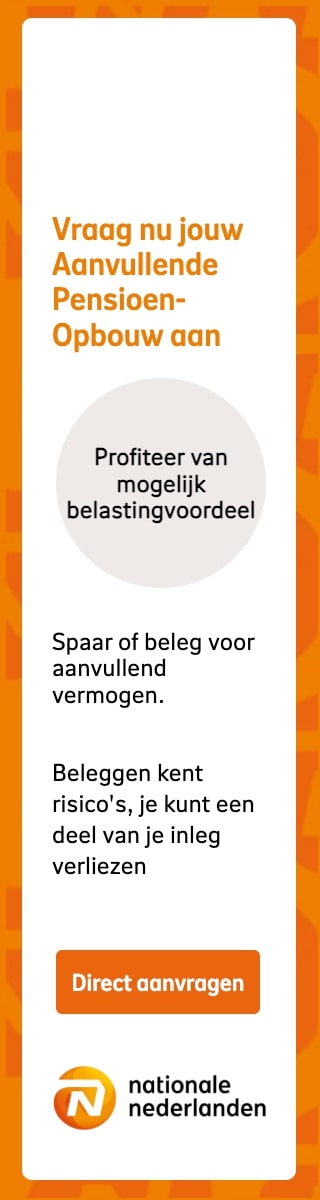 Vraag nu jouw
Aanvullende
Pensioen-
Opbouw aan
Profiteer van
mogelijk
belastingvoordeel
Spaar of beleg voor
aanvullend
vermogen.
Beleggen kent
risico's, je kunt een
deel van je inleg
verliezen
Direct aanvragen
nationale
nederlanden